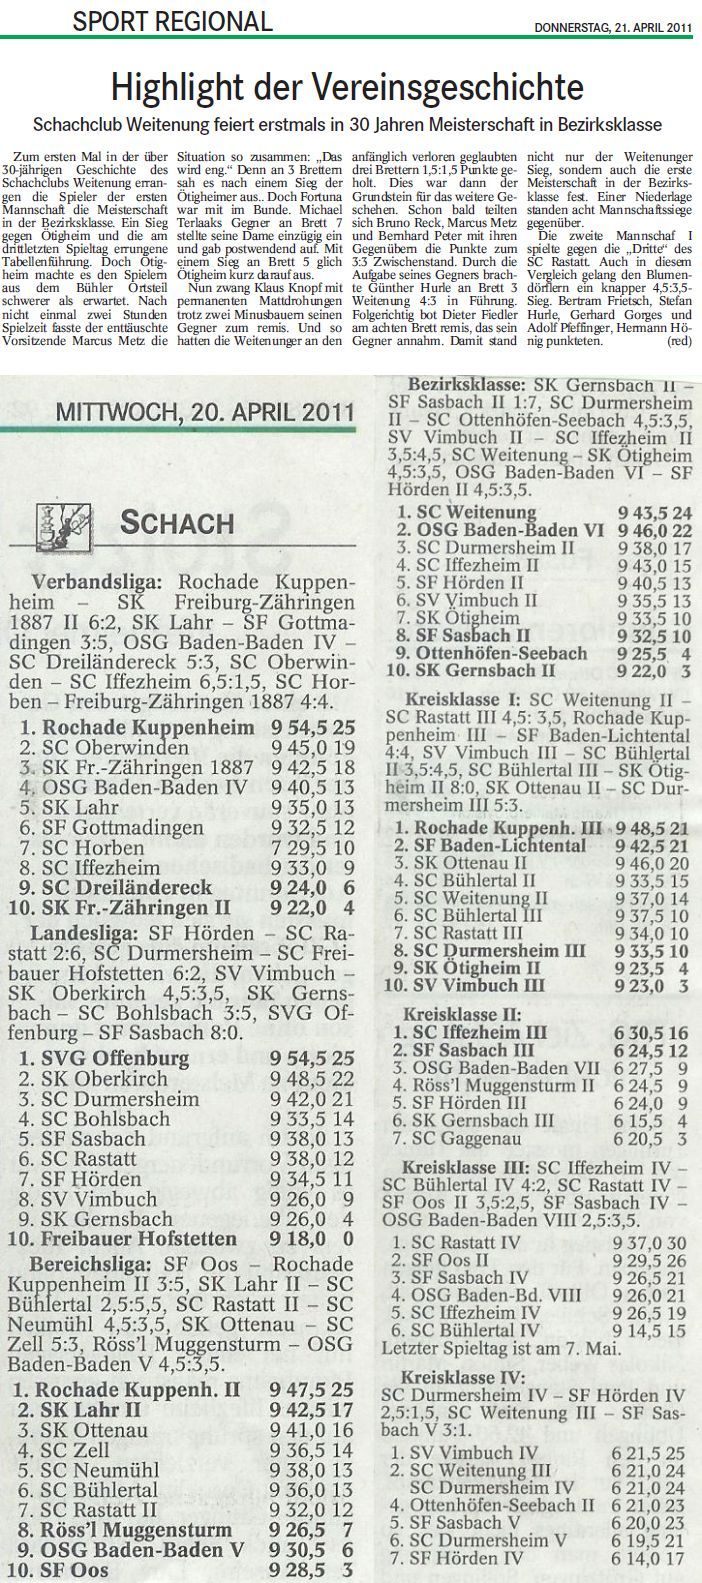 SPORT REGIONAL
DONNERSTAG, 21. APRIL 2011
Highlight der Vereinsgeschichte
Schachclub Weitenung feiert erstmals in 30 Jahren Meisterschaft in Bezirksklasse
Zum ersten Mal in der über
30-jährigen Geschichte des
Schachclubs Weitenung erran-
gen die Spieler der ersten
Mannschaft die Meisterschaft
in der Bezirksklasse. Ein Sieg
gegen Ötigheim und die am
drittletzten Spieltag errungene
Tabellenführung. Doch Ötig-
heim machte es den Spielern
aus dem Bühler Ortsteil
schwerer als erwartet. Nach
nicht einmal zwei Stunden
Spielzeit fasste der enttäuschte
Vorsitzende Marcus Metz die
Situation so zusammen: „Das
wird eng.“ Denn an 3 Brettern
sah es nach einem Sieg der
Ötigheimer aus.. Doch Fortuna
war mit im Bunde. Michael
Terlaaks Gegner an Brett 7
stellte seine Dame einzügig ein
und gab postwendend auf. Mit
einem Sieg an Brett 5 glich
Ötigheim kurz darauf aus.
Nun zwang Klaus Knopf mit
permanenten Mattdrohungen
trotz zwei Minusbauern seinen
Gegner zum remis. Und so
hatten die Weitenunger an den
anfänglich verloren geglaubten
drei Brettern 1,5:1,5 Punkte ge-
holt. Dies war dann der
Grundstein für das weitere Ge-
schehen. Schon bald teilten
sich Bruno Reck, Marcus Metz
und Bernhard Peter mit ihren
Gegenübern die Punkte zum
3:3 Zwischenstand. Durch die
Aufgabe seines Gegners brach-
te Günther Hurle an Brett 3
Weitenung 4:3 in Führung.
Folgerichtig bot Dieter Fiedler
am achten Brett remis, das sein
Gegner annahm. Damit stand
nicht nur der Weitenunger
Sieg, sondern auch die erste
Meisterschaft in der Bezirks-
klasse fest. Einer Niederlage
standen acht Mannschaftssiege
gegenüber.
Die zweite Mannschaf I
spielte gegen die „Dritte“ des
SC Rastatt. Auch in diesem
Vergleich gelang den Blumen-
dörflern ein knapper 4,5:3,5-
Sieg. Bertram Frietsch, Stefan
Hurle, Gerhard Gorges und
Adolf Pfeffinger, Hermann Hö-
nig punkteten. (red)
MITTWOCH, 20. APRIL 2011
SCHACH
Verbandsliga: Rochade Kuppen-
heim – SK Freiburg-Zähringen
1887 II 6:2, SK Lahr – SF Gottma-
dingen 3:5, OSG Baden-Baden IV –
SC Dreiländereck 5:3, SC Oberwin-
den – SC Iffezheim 6,5:1,5, SC Hor-
ben – Freiburg-Zähringen 1887 4:4.
1. Rochade Kuppenheim 9 54,5 25
2. SC Oberwinden 9 45,0 19
3. SK Fr.-Zähringen 1887 9 42,5 18
4. OSG Baden-Baden IV 9 40,5 13
5. SK Lahr 9 35,0 13
6. SF Gottmadingen 9 32,5 12
7. SC Horben 7 29,5 10
8. SC Iffezheim 9 33,0 9
9. SC Dreiländereck 9 24,0 6
10. SK Fr.-Zähringen II 9 22,0 4
Landesliga: SF Hörden – SC Ra-
statt 2:6, SC Durmersheim – SC Frei-
bauer Hofstetten 6:2, SV Vimbuch –
SK Oberkirch 4,5:3,5, SK Gerns-
bach – SC Bohlsbach 3:5, SVG Of-
fenburg – SF Sasbach 8:0.
1. SVG Offenburg 9 54,5 25
2. SK Oberkirch 9 48,5 22
3. SC Durmersheim 9 42,0 21
4. SC Bohlsbach 9 33,5 14
5. SF Sasbach 9 38,0 13
6. SC Rastatt 9 38,0 12
7. SF Hörden 9 34,5 11
8. SV Vimbuch 9 26,0 9
9. SK Gernsbach 9 26,0 4
10. Freibauer Hofstetten 9 18,0 0
Bereichsliga: SF Oos – Rochade
Kuppenheim II 3:5, SK Lahr II – SC
Bühlertal 2,5:5,5, SC Rastatt II – SC
Neumühl 4,5:3,5, SK Ottenau – SC
Zell 5:3, Röss’l Muggensturm – OSG
Baden-Baden V 4,5:3,5.
1. Rochade Kuppenh. II 9 47,5 25
2. SK Lahr II 9 42,5 17
3. SK Ottenau 9 41,0 16
4. SC Zell 9 36,5 14
5. SC Neumühl 9 38,0 13
6. SC Bühlertal 9 36,0 13
7. SC Rastatt II 9 32,0 12
8. Röss’l Muggensturm 9 26,5 7
9. OSG Baden-Baden V 9 30,5 6
10. SF Oos 9 28,5 3
Bezirksklasse: SK Gernsbach II –
SF Sasbach II 1:7, SC Durmersheim
II – SC Ottenhöfen-Seebach 4,5:3,5,
SV Vimbuch II – SC Iffezheim II
3,5:4,5, SC Weitenung – SK Ötigheim
4,5:3,5, OSG Baden-Baden VI – SF
Hörden II 4,5:3,5.
1. SC Weitenung 9 43,5 24
2. OSG Baden-Baden VI 9 46,0 22
3. SC Durmersheim II 9 38,0 17
4. SC Iffezheim II 9 43,0 15
5. SF Hörden II 9 40,5 13
6. SV Vimbuch II 9 35,5 13
7. SK Ötigheim 9 33,5 10
8. SF Sasbach II 9 32,5 10
9. Ottenhöfen-Seebach 9 25,5 4
10. SK Gernsbach II 9 22,0 3
Kreisklasse I: SC Weitenung II –
SC Rastatt III 4,5: 3,5, Rochade Kup-
penheim III – SF Baden-Lichtental
4:4, SV Vimbuch III – SC Bühlertal
II 3,5:4,5, SC Bühlertal III – SK Ötig-
heim II 8:0, SK Ottenau II – SC Dur-
mersheim III 5:3.
1. Rochade Kuppenh. III 9 48,5 21
2. SF Baden-Lichtental 9 42,5 21
3. SK Ottenau II 9 46,0 20
4. SC Bühlertal II 9 33,5 15
5. SC Weitenung II 9 37,0 14
6. SC Bühlertal III 9 37,5 10
7. SC Rastatt III 9 34,0 10
8. SC Durmersheim III 9 33,5 10
9. SK Ötigheim II 9 23,5 4
10. SV Vimbuch III 9 23,0 3
Kreisklasse II:
1. SC Iffezheim III 6 30,5 16
2. SF Sasbach III 6 24,5 12
3. OSG Baden-Baden VII 6 27,5 9
4. Röss’l Muggensturm II 6 24,5 9
5. SF Hörden III 6 24,0 9
6. SK Gernsbach III 6 15,5 4
7. SC Gaggenau 6 20,5 3
Kreisklasse III: SC Iffezheim IV –
SC Bühlertal IV 4:2, SC Rastatt IV –
SF Oos II 3,5:2,5, SF Sasbach IV –
OSG Baden-Baden VIII 2,5:3,5.
1. SC Rastatt IV 9 37,0 30
2. SF Oos II 9 29,5 26
3. SF Sasbach IV 9 26,5 21
4. OSG Baden-Bd. VIII 9 26,0 21
5. SC Iffezheim IV 9 26,5 19
6. SC Bühlertal IV 9 14,5 15
Letzter Spieltag ist am 7. Mai.
Kreisklasse IV:
SC Durmersheim IV – SF Hörden IV
2,5:1,5, SC Weitenung III – SF Sas-
bach V 3:1.
1. SV Vimbuch IV 6 21,5 25
2. SC Weitenung III 6 21,0 24
SC Durmersheim IV 6 21,0 24
4. Ottenhöfen-Seebach II 6 21,0 23
5. SF Sasbach V 6 20,0 23
6. SC Durmersheim V 6 19,5 21
7. SF Hörden IV 6 14,0 17